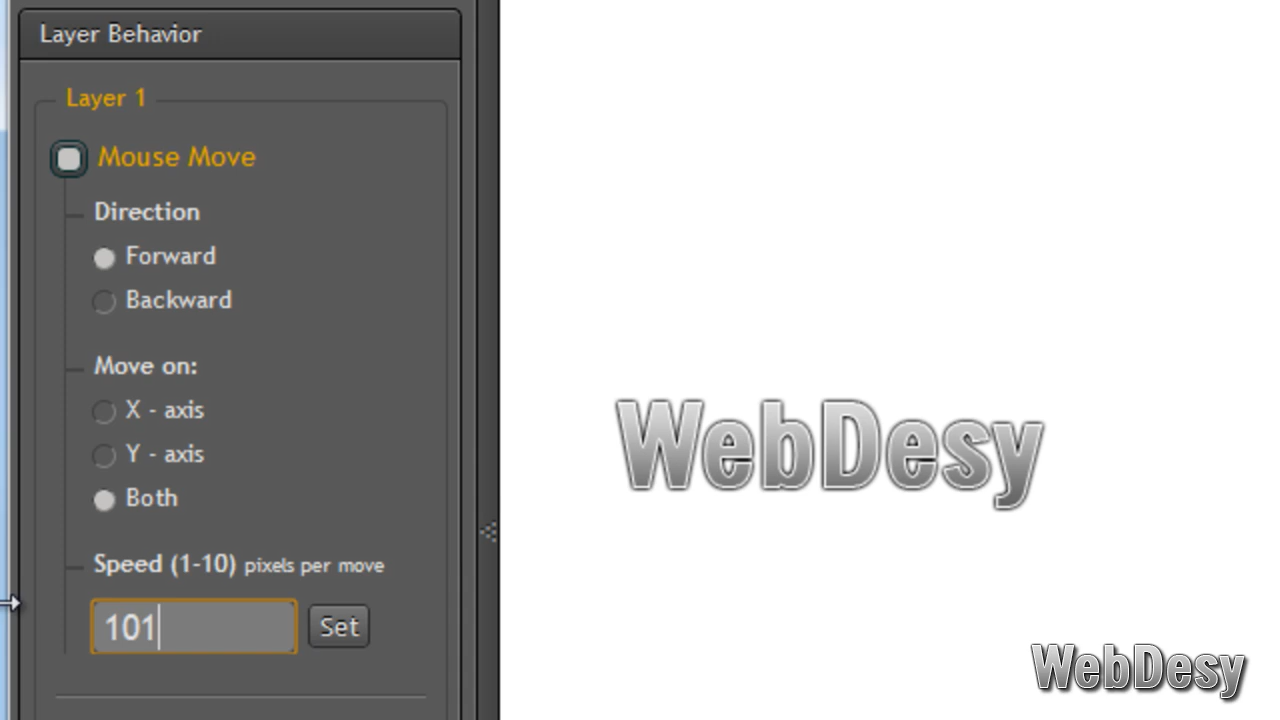 Layer Behavior
Layer 1
Mouse Move
Direction
Forward
Backward
Move on:
X - axis
Y - axis
Both
Speed (1-10) pixels per move
101
Set
WebDesy
WebDesy